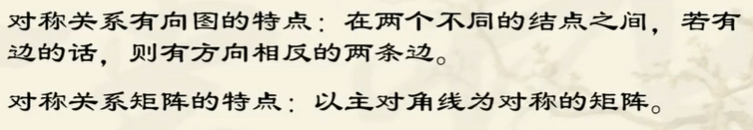 对称关系有向图的特点：在两个不同的结点之间，若有
边的话，则有方向相反的两条边。
对称关系矩阵的特点：以主对角线为对称的矩阵。